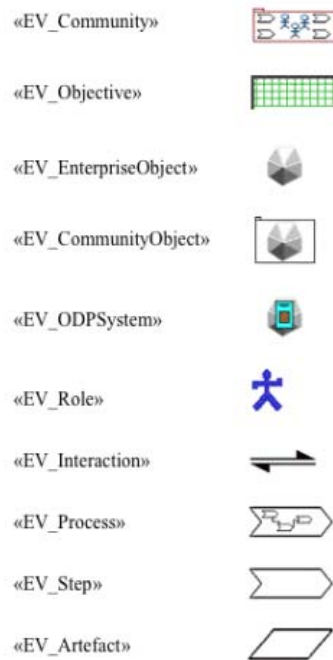 «EV_Community»
«EV_Objective»
«EV_EnterpriseObject»
«EV_CommunityObject»
«EV_ODPSystem»
«EV_Role»
«EV_Interaction»
«EV_Process»
«EV_Step»
«EV_Artefact»